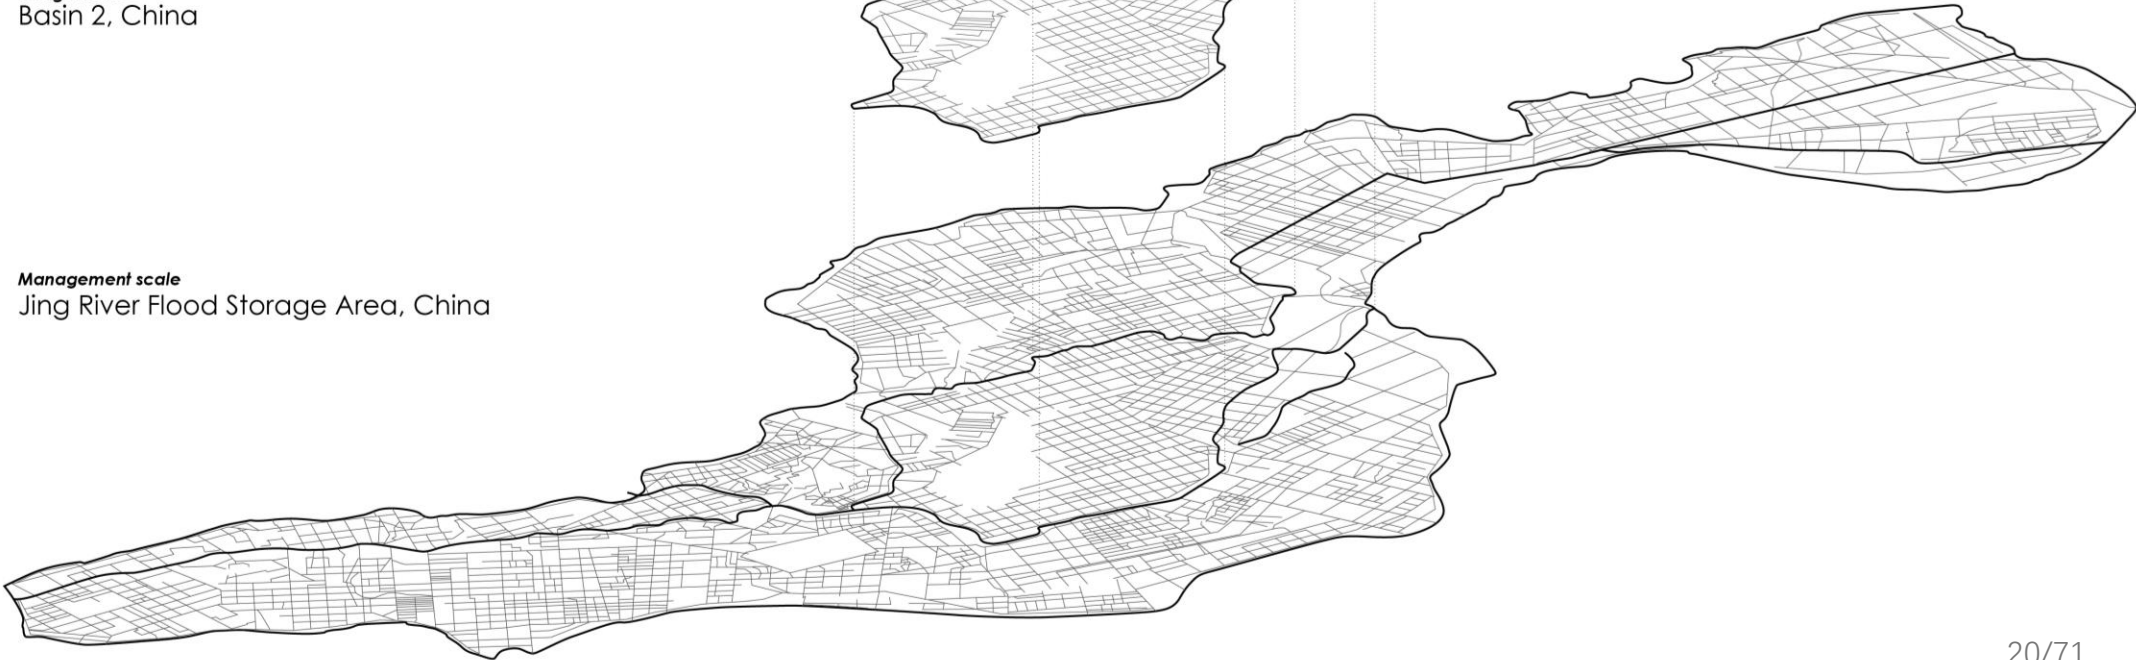 Basin 2, China
Management scale
Jing River Flood Storage Area, China
20/71